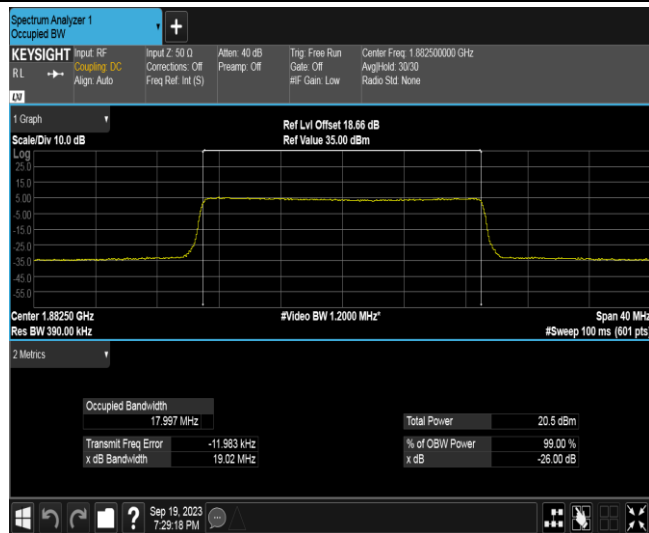 Spectrum Analyzer 1
Occupied BW
+
KEYSIGHT
RL
Input: RF
Coupling: DC
Align: Auto
Input Z: 50 Ω
Corrections: Off
Freq Ref: Int (S)
Atten: 40 dB
Preamp: Off
Trig: Free Run
Gate: Off
#IF Gain: Low
Center Freq: 1.882500000 GHz
Avg|Hold: 30/30
Radio Std: None
1 Graph
Scale/Div 10.0 dB
Ref Lvl Offset 18.66 dB
Ref Value 35.00 dBm
Log
25.0
15.0
5.00
-5.00
-15.0
-25.0
-35.0
-45.0
-55.0
Center 1.88250 GHz
#Video BW 1.2000 MHz*
Span 40 MHz
Res BW 390.00 kHz
#Sweep 100 ms (601 pts)
2 Metrics
Occupied Bandwidth
17.997 MHz
Total Power 20.5 dBm
Transmit Freq Error -11.983 kHz
% of OBW Power 99.00 %
x dB Bandwidth 19.02 MHz
x dB -26.00 dB
?
Sep 19, 2023
7:29:18 PM